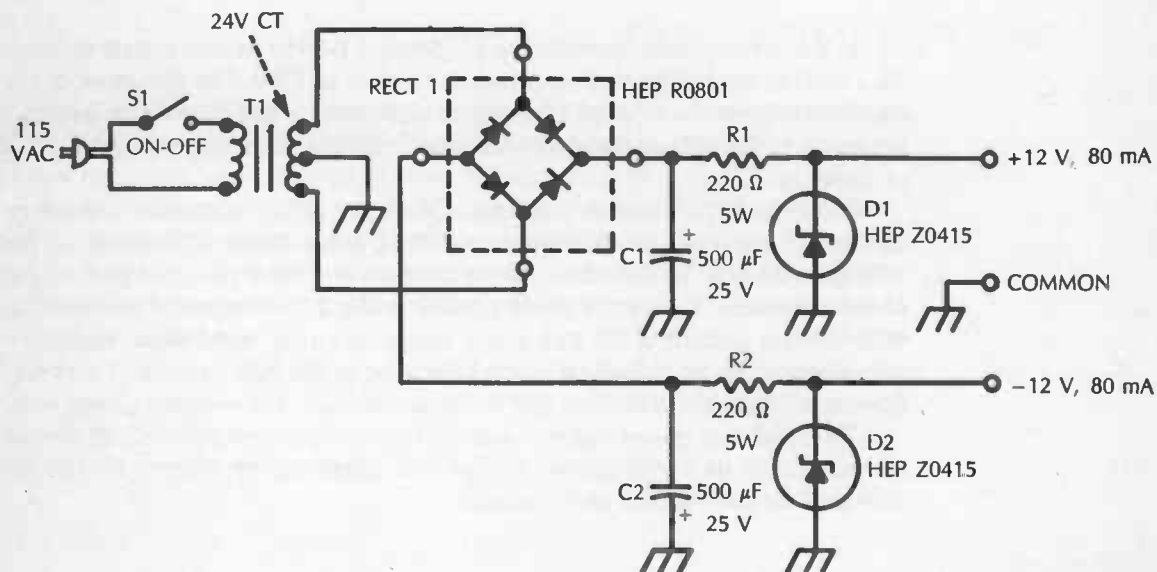 24V CT
RECT 1
HEP R0801
S1
T1
115
VAC
ON-OFF
R1
+12 V, 80 mA
220 Ω
5W
D1
HEP Z0415
+
C1
500 μF
25 V
COMMON
R2
−12 V, 80 mA
220 Ω
5W
D2
HEP Z0415
C2
500 μF
+
25 V